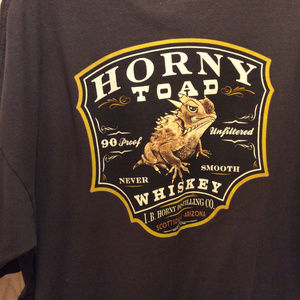 HORNY
TOAD
90 Proof
Unfiltered
NEVER
SMOOTH
WHISKEY
I. B. HORNY DISTILLING CO.
SCOTTSDALE, ARIZONA